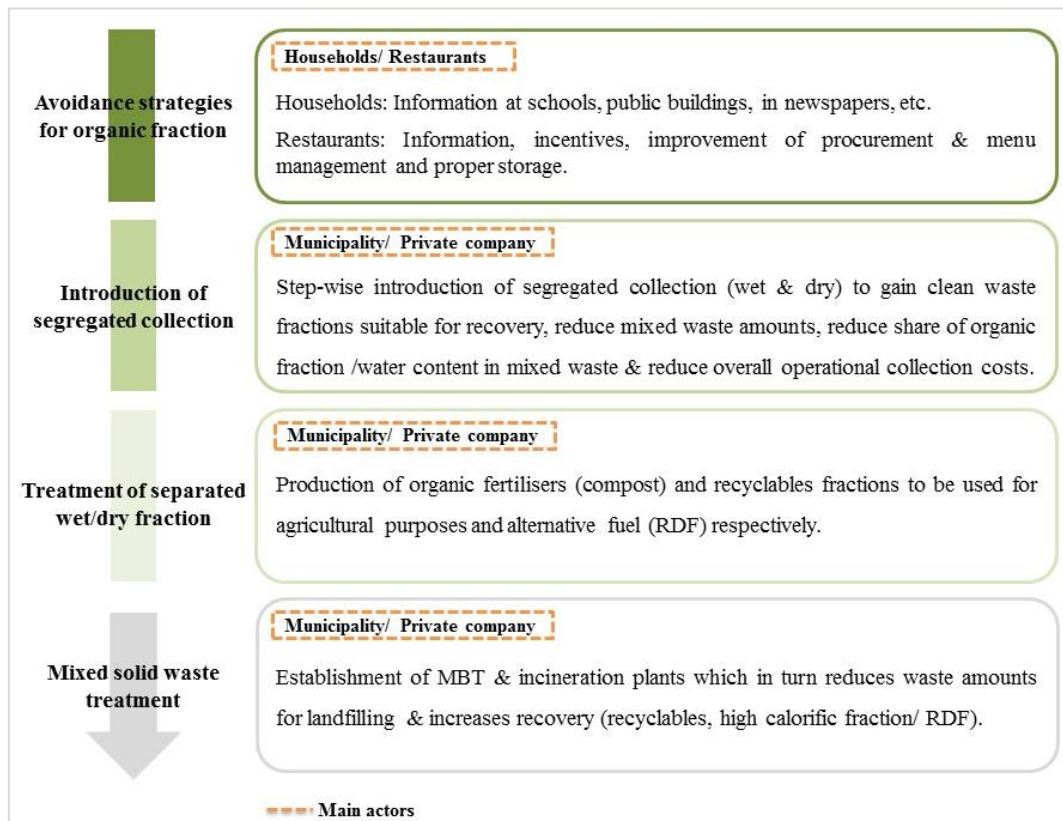 Avoidance strategies
for organic fraction
Households/ Restaurants
Households: Information at schools, public buildings, in newspapers, etc.
Restaurants: Information, incentives, improvement of procurement & menu
management and proper storage.
Introduction of
segregated collection
Municipality/ Private company
Step-wise introduction of segregated collection (wet & dry) to gain clean waste
fractions suitable for recovery, reduce mixed waste amounts, reduce share of organic
fraction /water content in mixed waste & reduce overall operational collection costs.
Treatment of separated
wet/dry fraction
Municipality/ Private company
Production of organic fertilisers (compost) and recyclables fractions to be used for
agricultural purposes and alternative fuel (RDF) respectively.
Mixed solid waste
treatment
Municipality/ Private company
Establishment of MBT & incineration plants which in turn reduces waste amounts
for landfilling & increases recovery (recyclables, high calorific fraction/ RDF).
Main actors